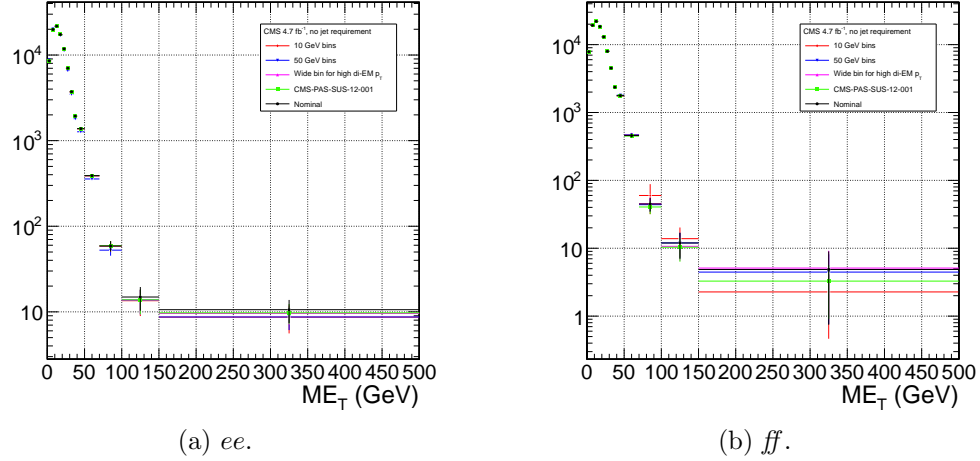 CMS 4.7 fb⁻¹, no jet requirement
10 GeV bins
50 GeV bins
Wide bin for high di-EM p_T
CMS-PAS-SUS-12-001
Nominal
10⁴
10³
10²
10
0 50 100 150 200 250 300 350 400 450 500
ME_T (GeV)
(a) ee.
CMS 4.7 fb⁻¹, no jet requirement
10 GeV bins
50 GeV bins
Wide bin for high di-EM p_T
CMS-PAS-SUS-12-001
Nominal
10⁴
10³
10²
10
1
0 50 100 150 200 250 300 350 400 450 500
ME_T (GeV)
(b) ff.